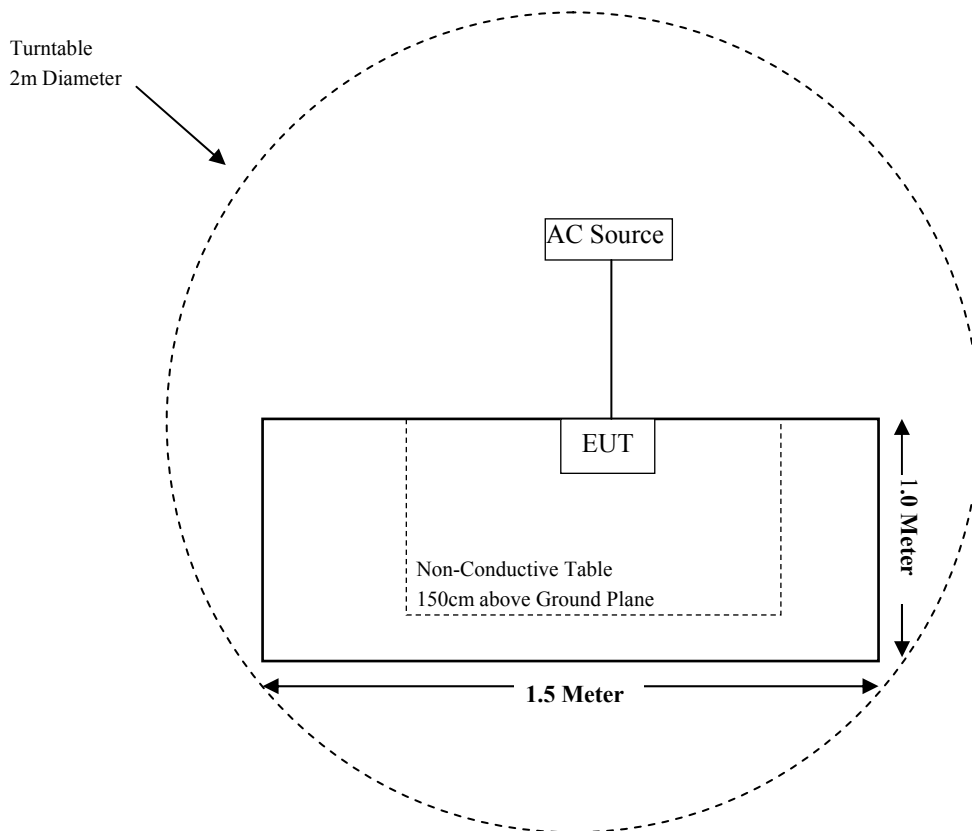 Turntable
2m Diameter
AC Source
EUT
1.0 Meter
Non-Conductive Table
150cm above Ground Plane
1.5 Meter